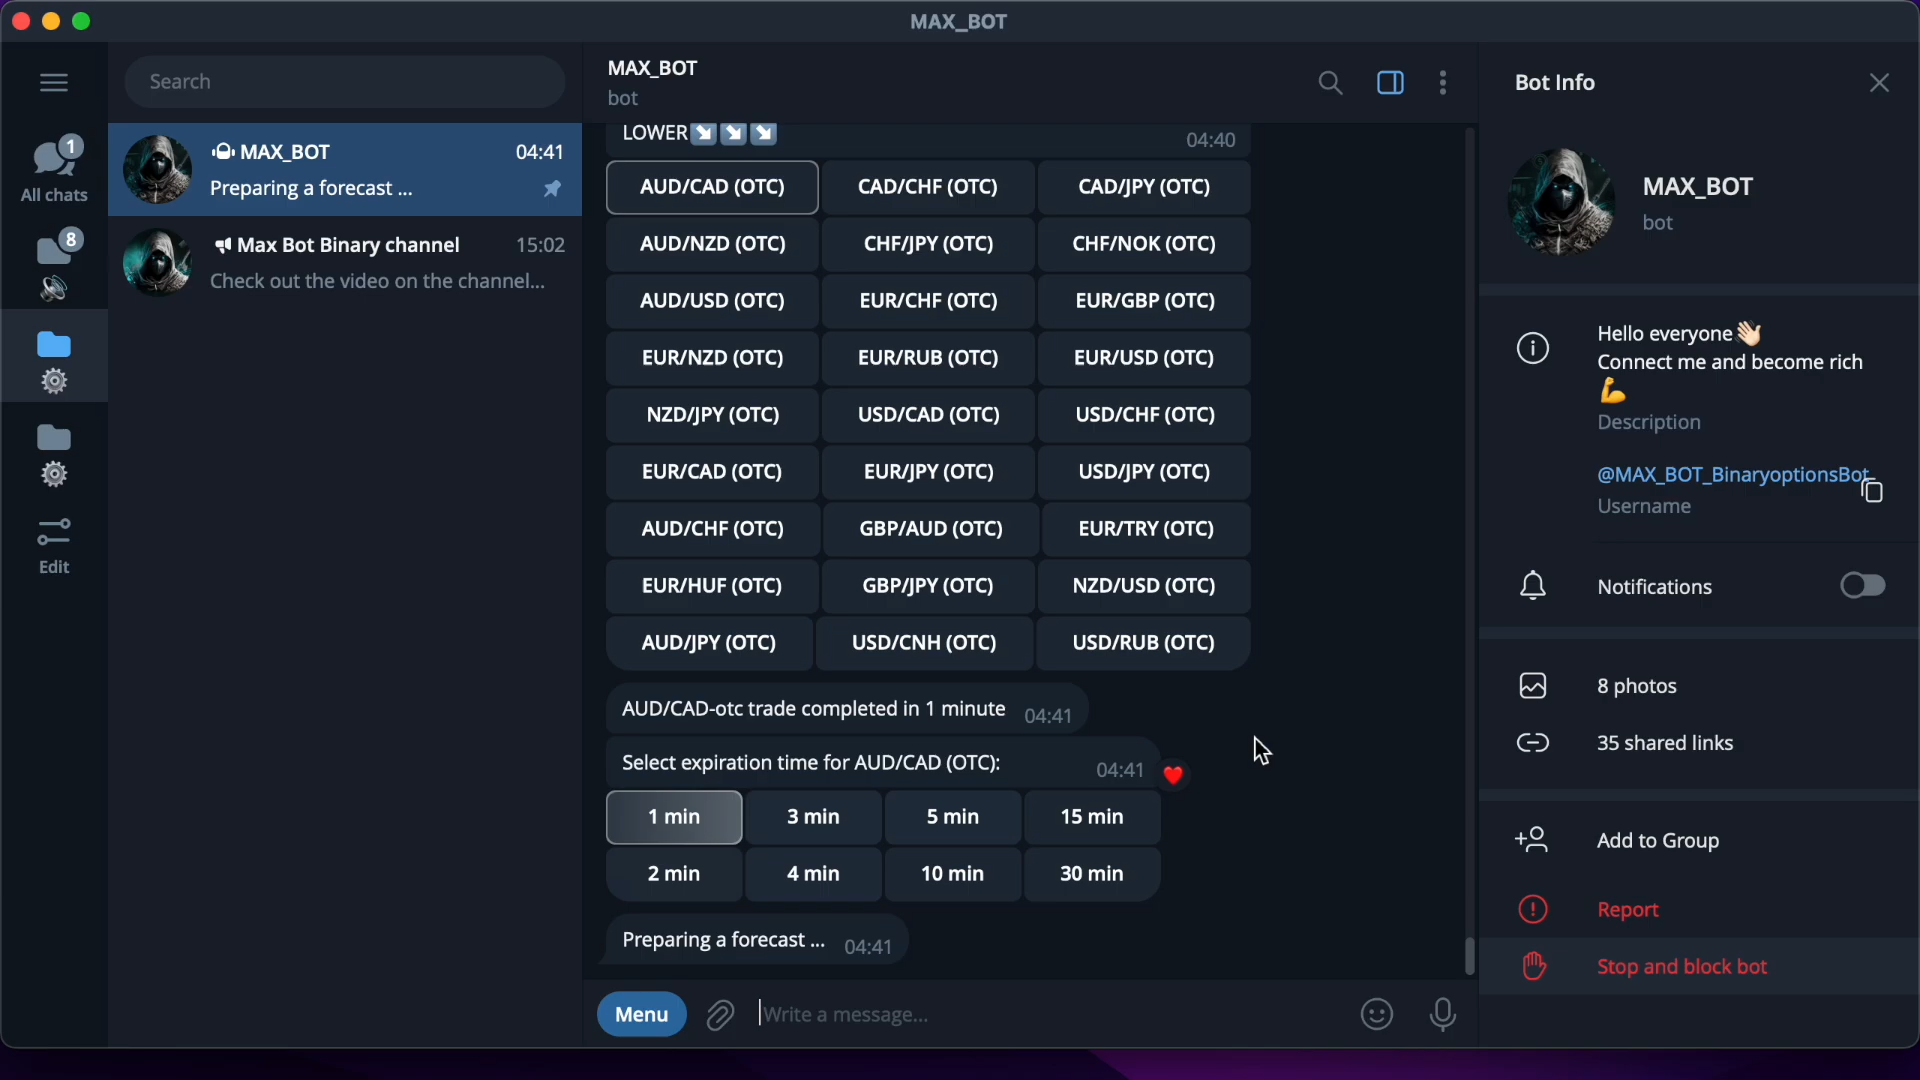 MAX_BOT
Search
1
All chats
8
Edit
MAX_BOT 04:41
Preparing a forecast ...
Max Bot Binary channel 15:02
Check out the video on the channel...
MAX_BOT
bot
LOWER↘️↘️↘️ 04:40
AUD/CAD (OTC) CAD/CHF (OTC) CAD/JPY (OTC)
AUD/NZD (OTC) CHF/JPY (OTC) CHF/NOK (OTC)
AUD/USD (OTC) EUR/CHF (OTC) EUR/GBP (OTC)
EUR/NZD (OTC) EUR/RUB (OTC) EUR/USD (OTC)
NZD/JPY (OTC) USD/CAD (OTC) USD/CHF (OTC)
EUR/CAD (OTC) EUR/JPY (OTC) USD/JPY (OTC)
AUD/CHF (OTC) GBP/AUD (OTC) EUR/TRY (OTC)
EUR/HUF (OTC) GBP/JPY (OTC) NZD/USD (OTC)
AUD/JPY (OTC) USD/CNH (OTC) USD/RUB (OTC)
AUD/CAD-otc trade completed in 1 minute 04:41
Select expiration time for AUD/CAD (OTC): 04:41
1 min 3 min 5 min 15 min
2 min 4 min 10 min 30 min
Preparing a forecast ... 04:41
Menu Write a message...
Bot Info
MAX_BOT
bot
Hello everyone👋🏻
Connect me and become rich
💪
Description
@MAX_BOT_BinaryoptionsBot
Username
Notifications
8 photos
35 shared links
Add to Group
Report
Stop and block bot